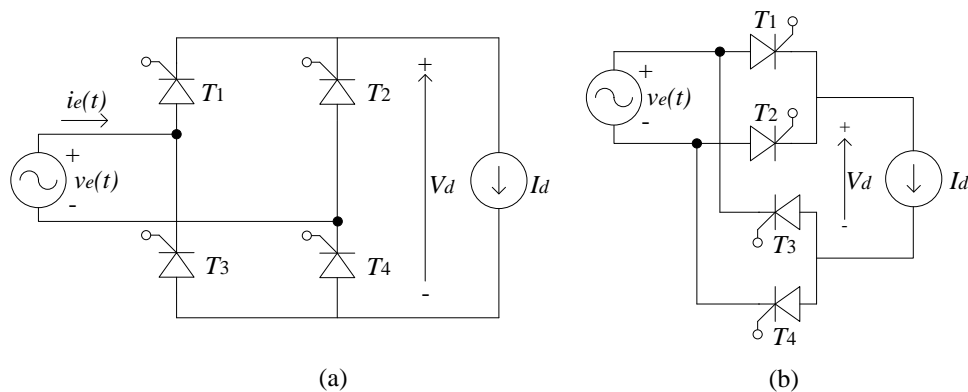 T1
T2
ie(t)
+
ve(t)
-
T3
T4
+
Vd
-
Id
(a)
T1
+
ve(t)
-
T2
+
Vd
-
Id
T3
T4
(b)